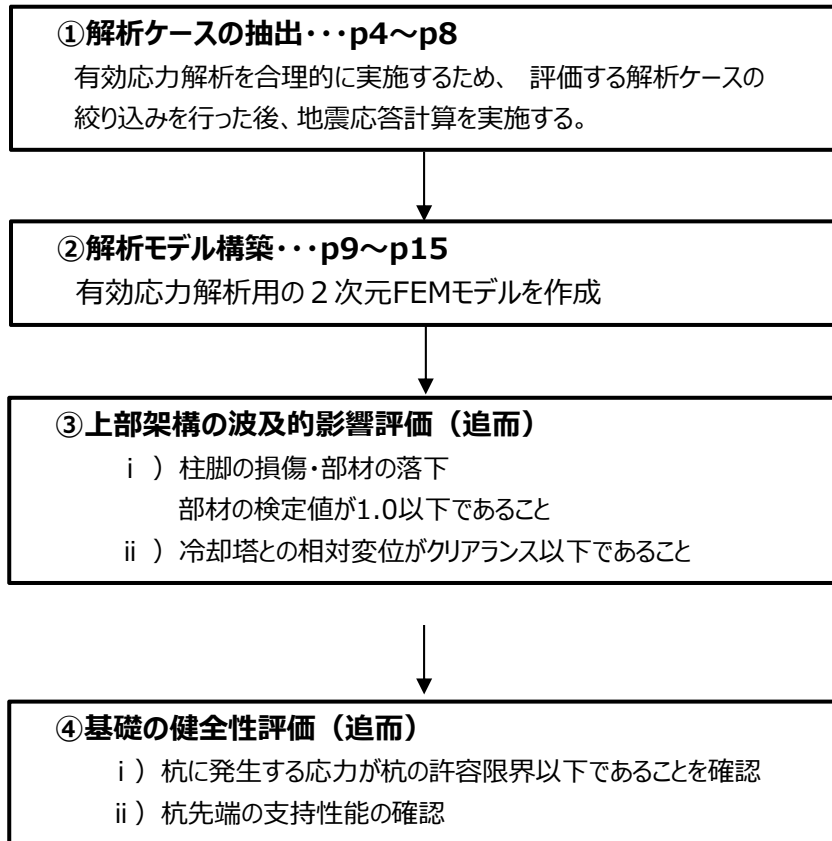 ①解析ケースの抽出・・・p4～p8
有効応力解析を合理的に実施するため、 評価する解析ケースの
絞り込みを行った後、地震応答計算を実施する。
②解析モデル構築・・・p9～p15
有効応力解析用の２次元FEMモデルを作成
③上部架構の波及的影響評価（追而）
ⅰ ）柱脚の損傷・部材の落下
部材の検定値が1.0以下であること
ⅱ ）冷却塔との相対変位がクリアランス以下であること
④基礎の健全性評価（追而）
ⅰ ）杭に発生する応力が杭の許容限界以下であることを確認
ⅱ ）杭先端の支持性能の確認